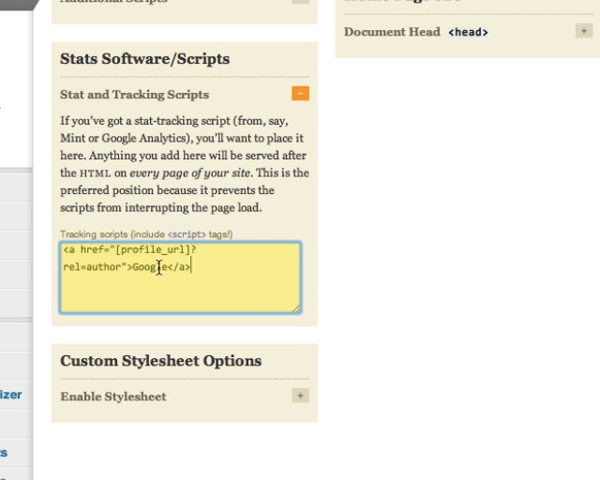 Additional Scripts
Stats Software/Scripts
Stat and Tracking Scripts
-
If you've got a stat-tracking script (from, say,
Mint or Google Analytics), you'll want to place it
here. Anything you add here will be served after
the HTML on every page of your site. This is the
preferred position because it prevents the
scripts from interrupting the page load.
Tracking scripts (include <script> tags!)
<a href="[profile_url]?
rel=author">Google</a>
Custom Stylesheet Options
Enable Stylesheet
+
Document Head <head>
+
izer
ts